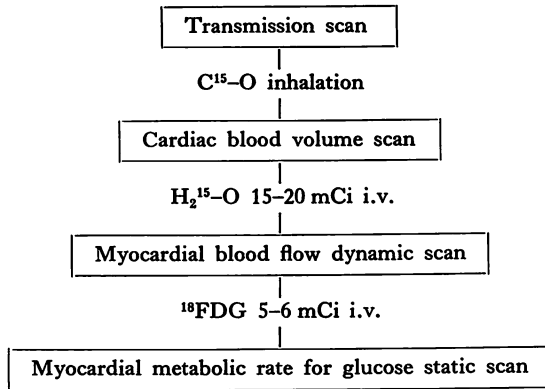 Transmission scan
C¹⁵–O inhalation
Cardiac blood volume scan
H₂¹⁵–O 15–20 mCi i.v.
Myocardial blood flow dynamic scan
¹⁸FDG 5–6 mCi i.v.
Myocardial metabolic rate for glucose static scan